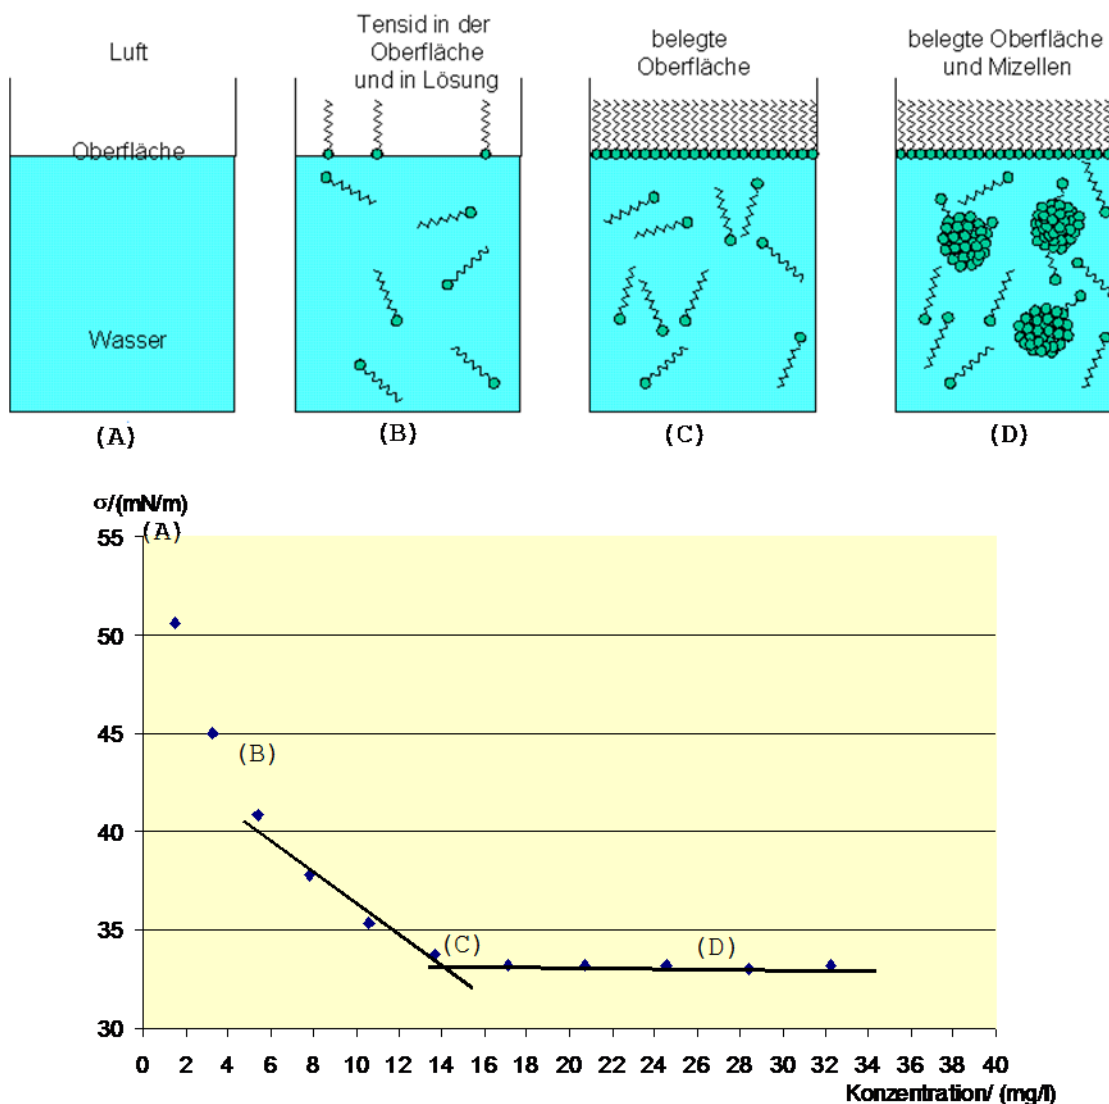 Luft
Tensid in der
Oberfläche
und in Lösung
belegte
Oberfläche
belegte Oberfläche
und Mizellen
Oberfläche
Wasser
(A)
(B)
(C)
(D)
σ/(mN/m)
(A)
55
50
45
(B)
40
35
(C)
(D)
30
0 2 4 6 8 10 12 14 16 18 20 22 24 26 28 30 32 34 36 38 40
Konzentration/ (mg/l)